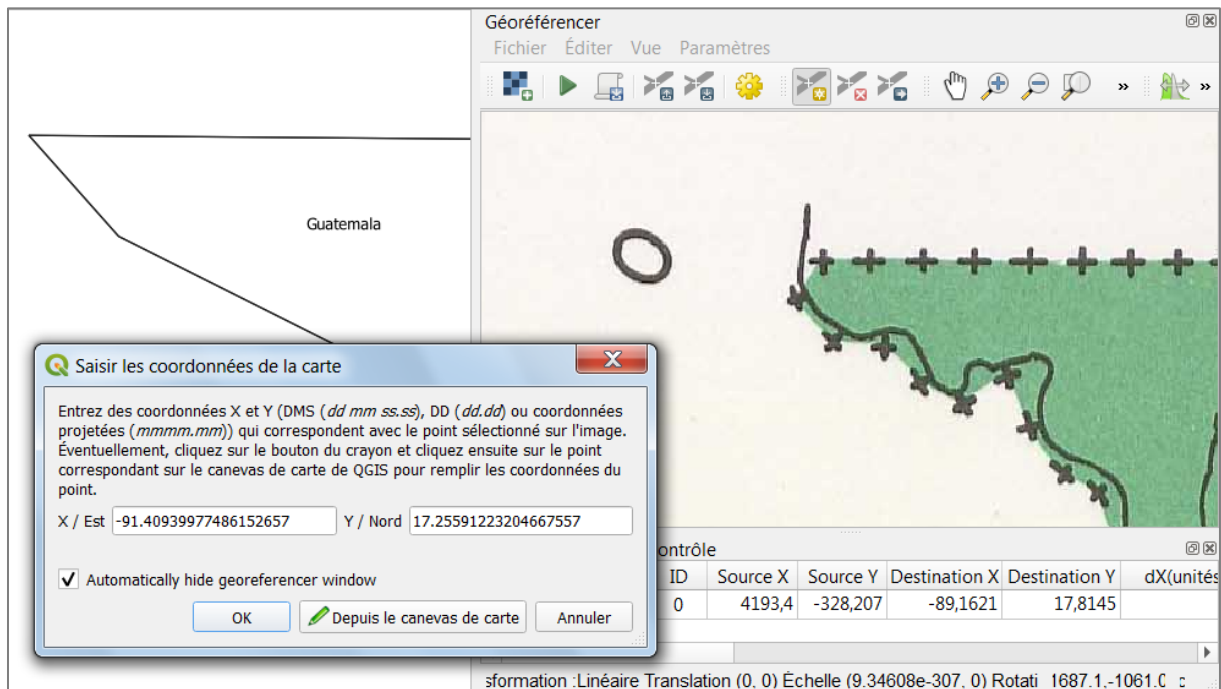 Géoréférencer
Fichier Éditer Vue Paramètres
»
»
Guatemala
Saisir les coordonnées de la carte
X
Entrez des coordonnées X et Y (DMS (dd mm ss.ss), DD (dd.dd) ou coordonnées
projetées (mmmm.mm)) qui correspondent avec le point sélectionné sur l'image.
Éventuellement, cliquez sur le bouton du crayon et cliquez ensuite sur le point
correspondant sur le canevas de carte de QGIS pour remplir les coordonnées du
point.
X / Est -91.40939977486152657 Y / Nord 17.25591223204667557
Automatically hide georeferencer window
OK Depuis le canevas de carte Annuler
ontrôle
ID Source X Source Y Destination X Destination Y dX(unités
0 4193,4 -328,207 -89,1621 17,8145
sformation :Linéaire Translation (0, 0) Échelle (9.34608e-307, 0) Rotati 1687.1,-1061.0